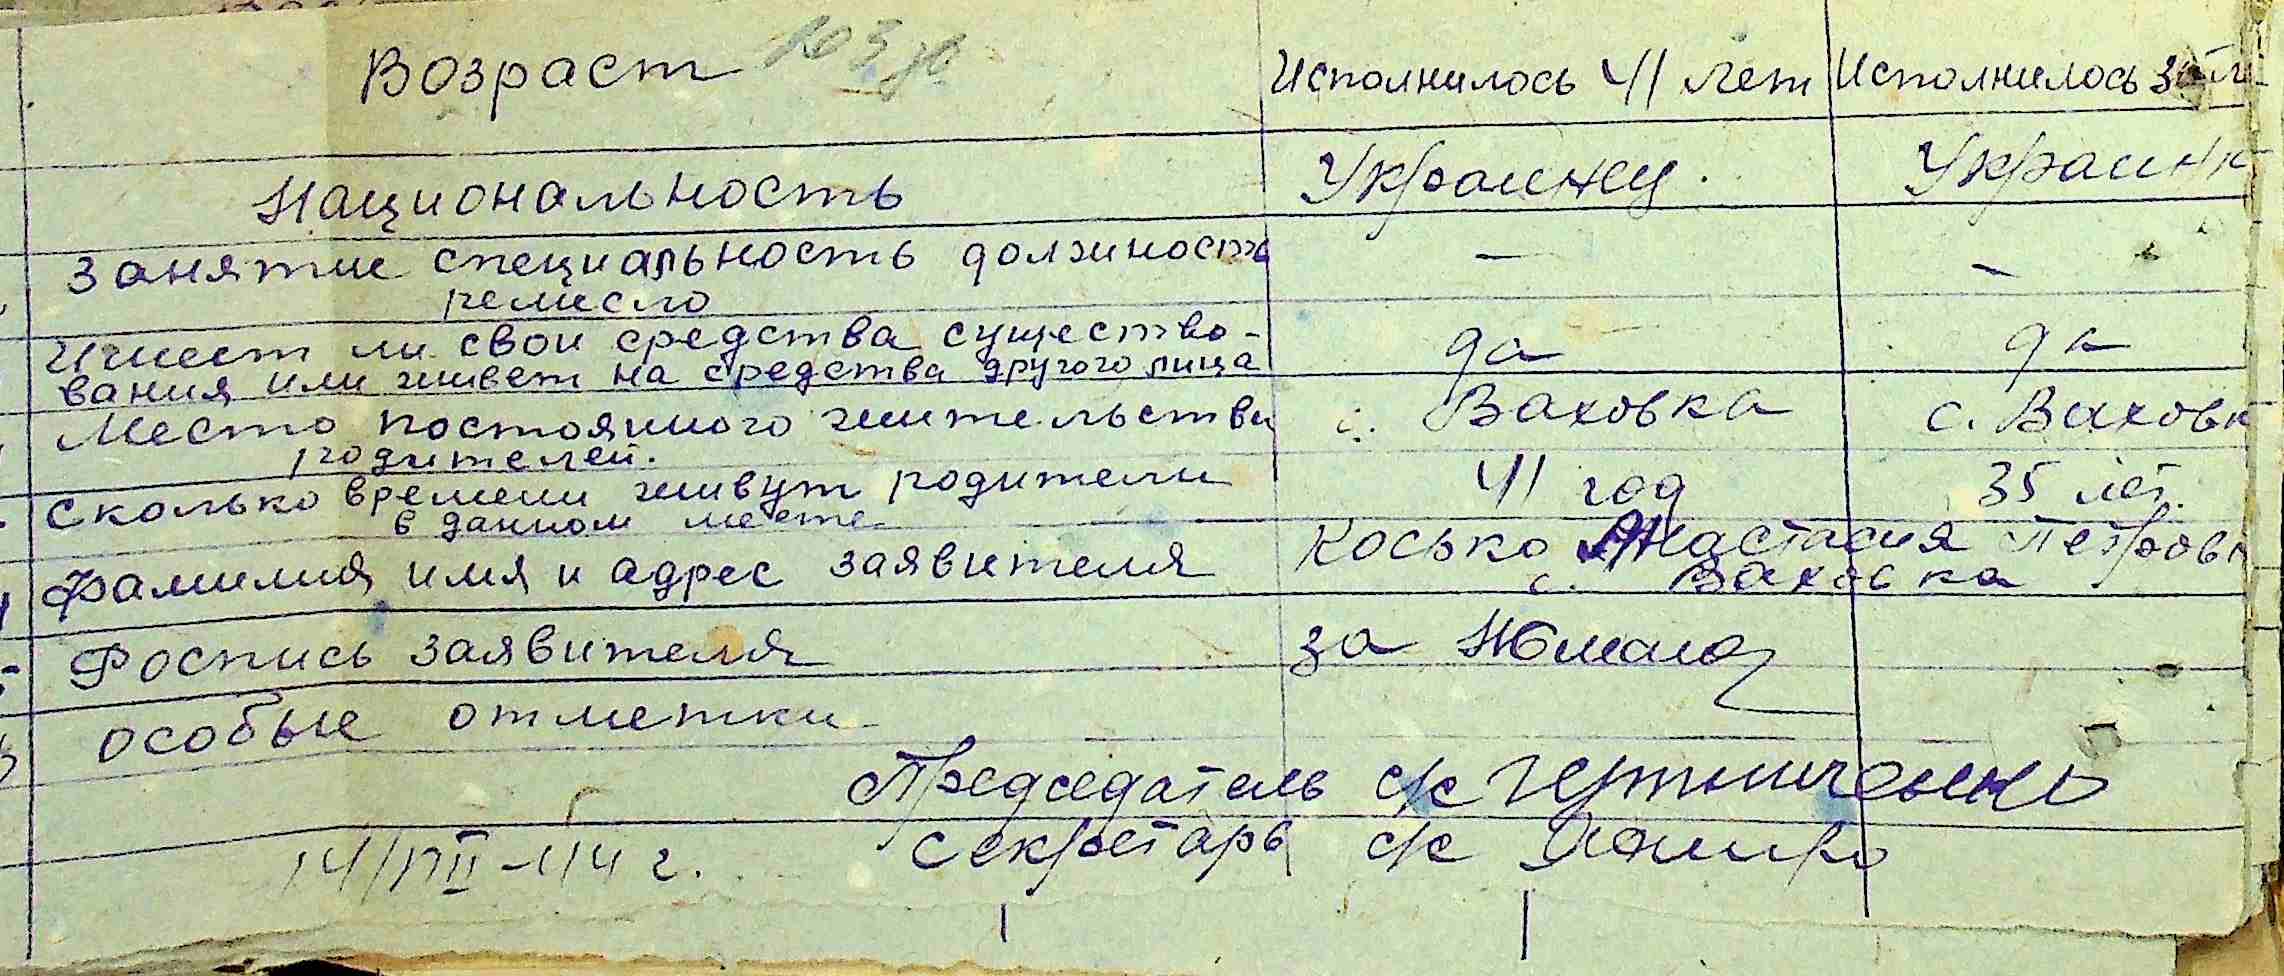 Возраст
Исполнилось 41 лет
Исполнилось
Национальность
Украинец.
Украинк
Занятие специальность должность
ремесло
-
-
Имеет ли свои средства существо-
вания или живет на средства другого лица
да
да
Место постоянного жительства
родителей.
с. Ваховка
с. Ваховк
Сколько времени живут родители
в данном месте
41 год
35 лет.
Фамилия имя и адрес заявителя
Косько Анастасия Петровн
с. Ваховка
Роспись заявителя
за
Особые отметки
Председатель с/с
Секретарь с/с